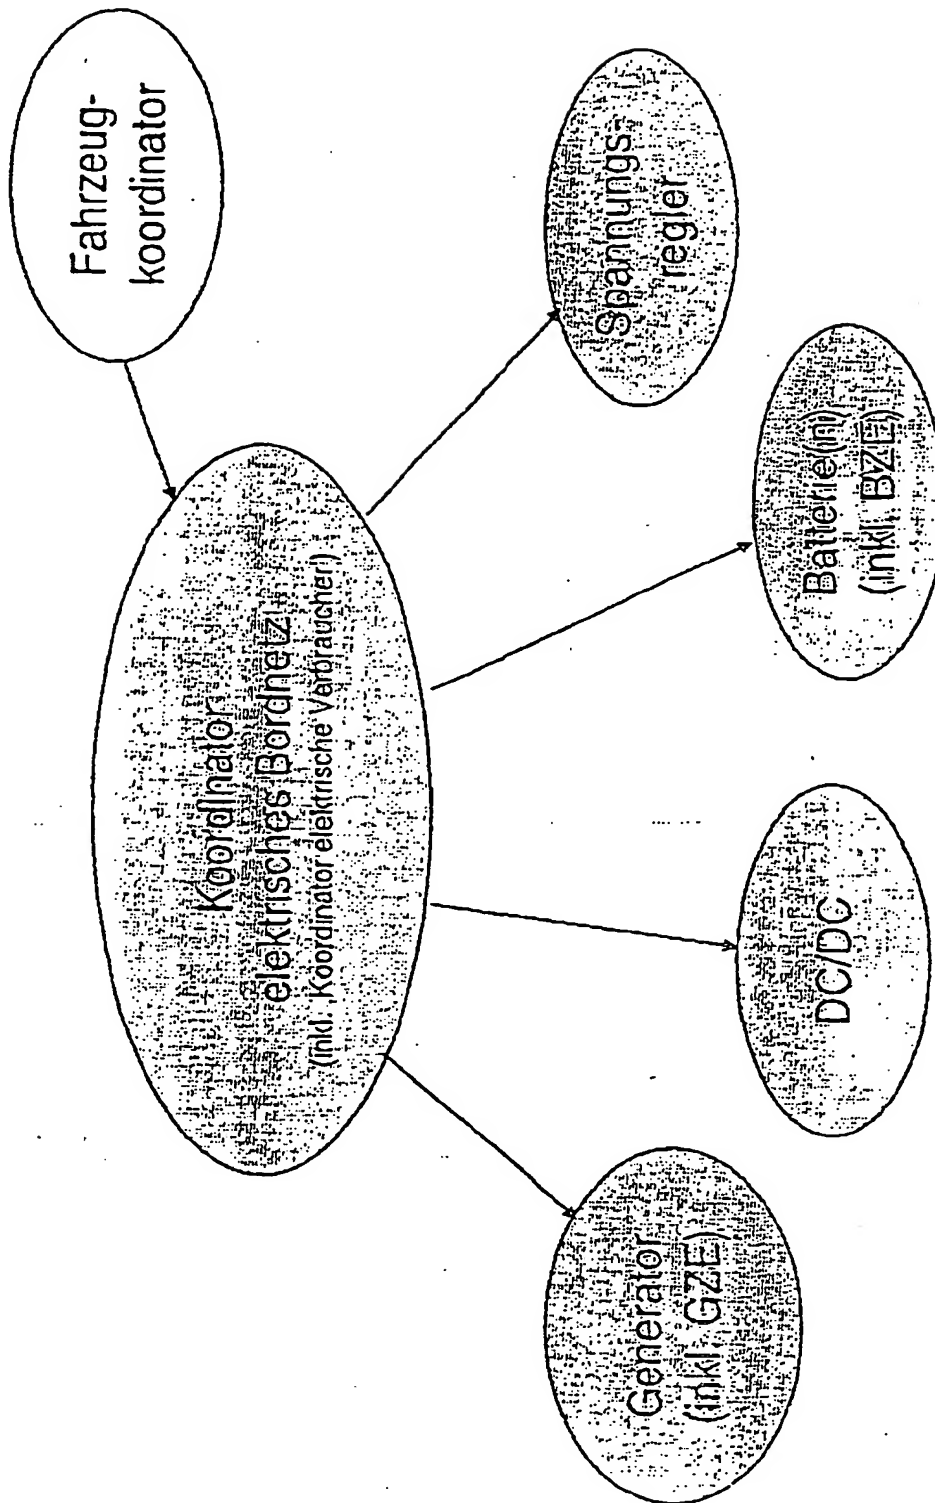 Fahrzeug-
koordinator
Koordinator
elektrisches Bordnetz
(inkl. Koordinator elektrische Verbraucher)
Generator
(inkl. GZE)
DC/DC
Batterie(n)
(inkl. BZE)
Spannungs-
regler